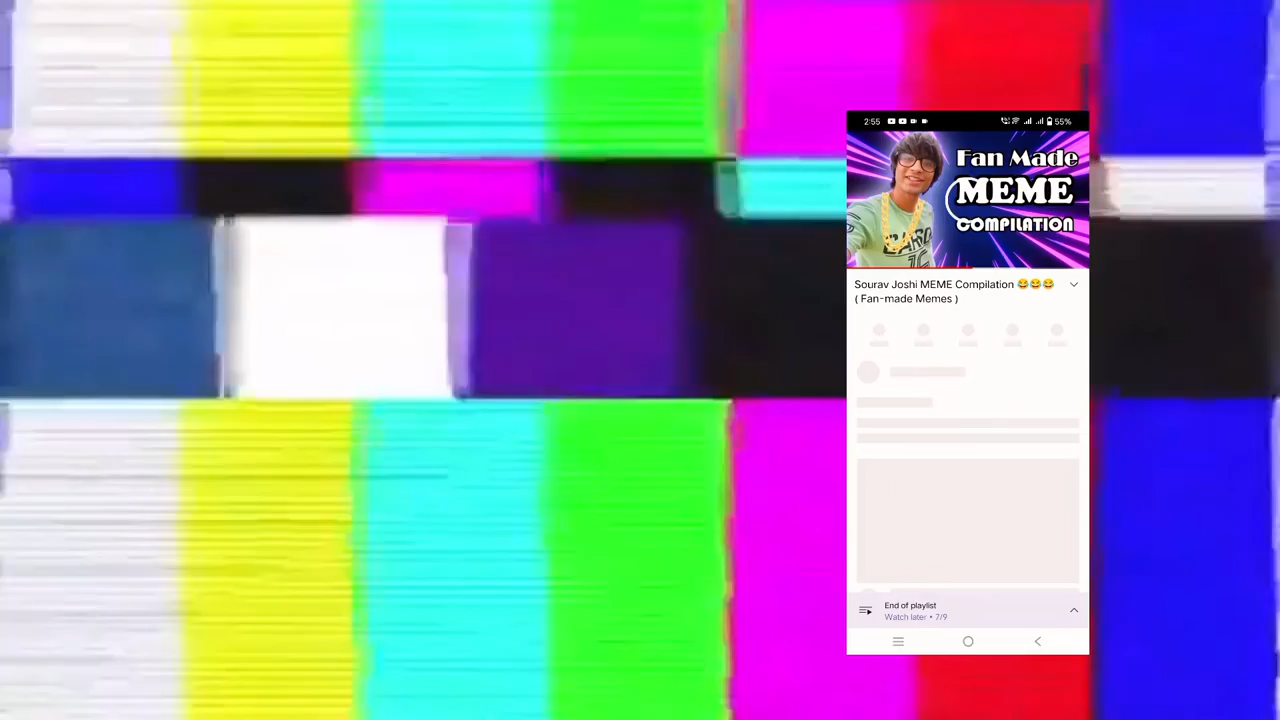 2:55
55%
Fan Made
MEME
COMPILATION
Sourav Joshi MEME Compilation 😂😂😂
( Fan-made Memes )
End of playlist
Watch later • 7/9